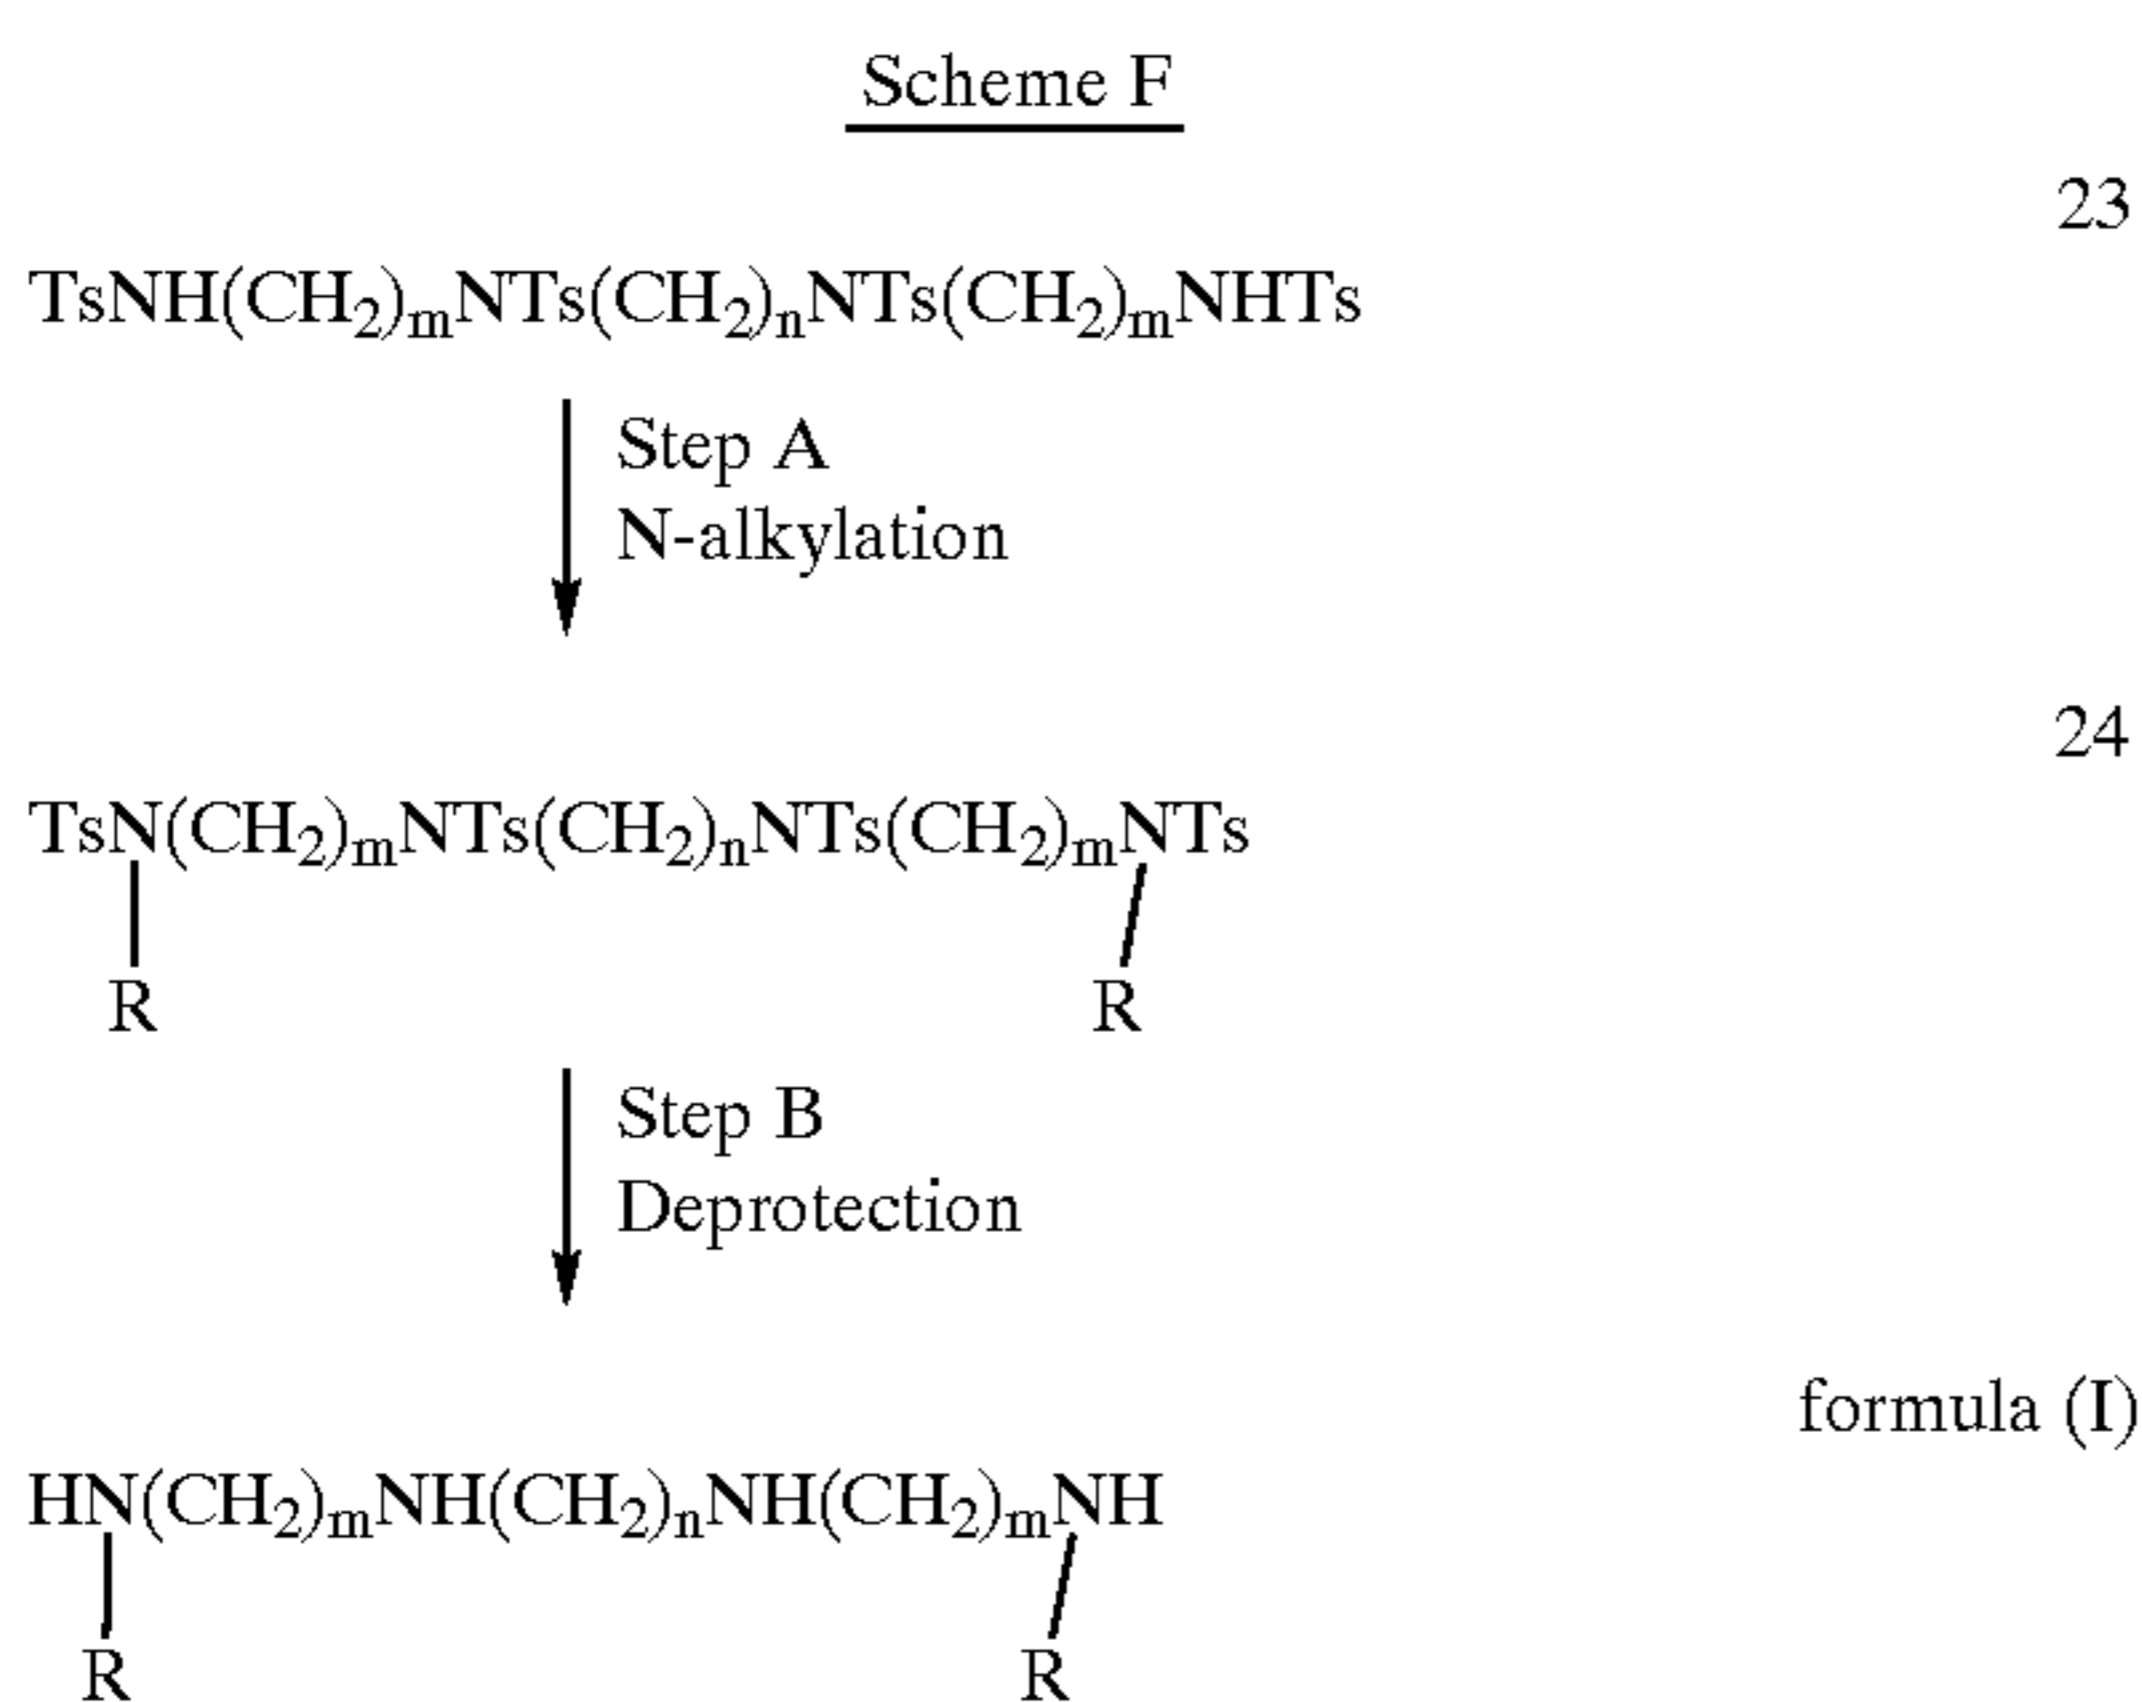 Scheme F
23
TsNH(CH2)mNTs(CH2)nNTs(CH2)mNHTs
Step A
N-alkylation
24
TsN(CH2)mNTs(CH2)nNTs(CH2)mNTs
R R
Step B
Deprotection
formula (I)
HN(CH2)mNH(CH2)nNH(CH2)mNH
R R